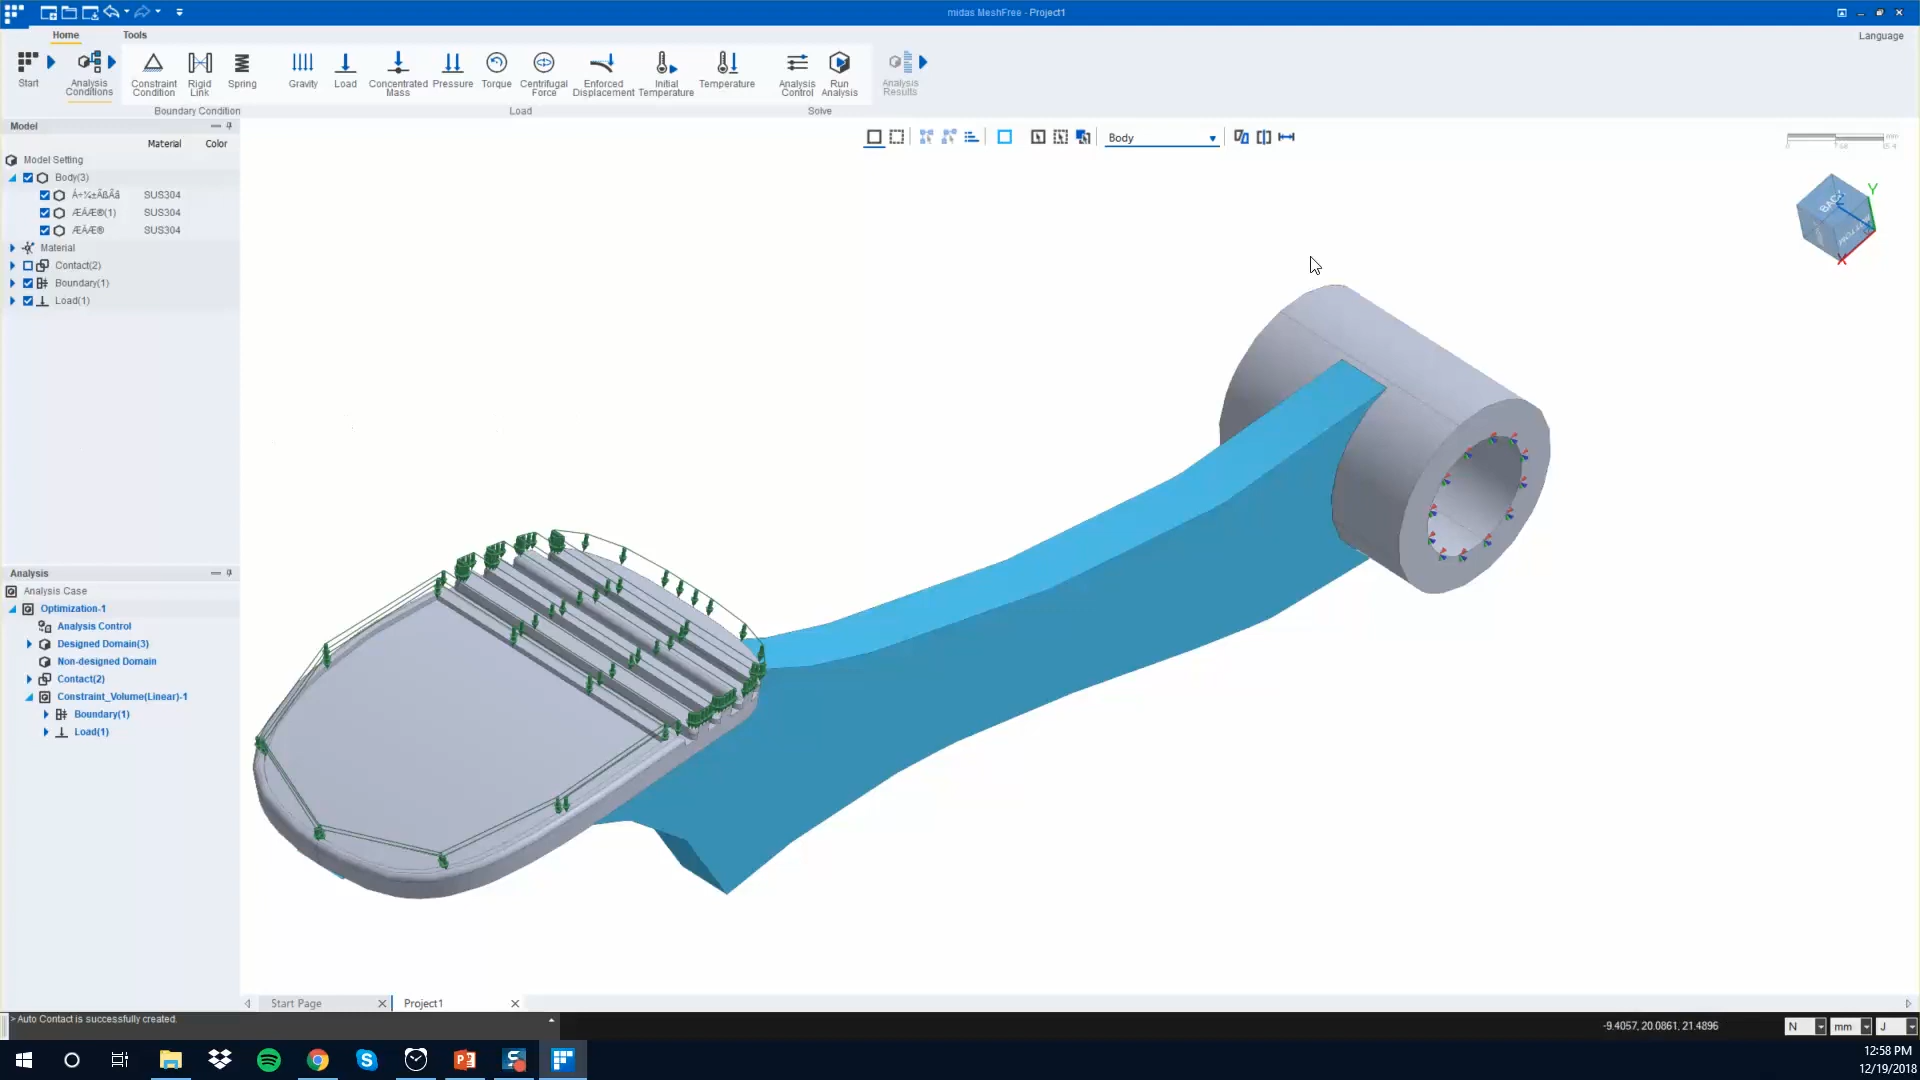 midas MeshFree - Project1
Home Tools Language
Start
Analysis Conditions
Constraint Condition
Rigid Link
Spring
Gravity
Load
Concentrated Mass
Pressure
Torque
Centrifugal Force
Enforced Displacement
Initial Temperature
Temperature
Analysis Control
Run Analysis
Analysis Results
Boundary Condition Load Solve
Model
Material Color
Model Setting
Body(3)
SUS304
ÆÄÆ®(1) SUS304
ÆÄÆ® SUS304
Material
Contact(2)
Boundary(1)
Load(1)
Body
mm
BACK
Y
Z
X
Analysis
Analysis Case
Optimization-1
Analysis Control
Designed Domain(3)
Non-designed Domain
Contact(2)
Constraint_Volume(Linear)-1
Boundary(1)
Load(1)
Start Page Project1
> Auto Contact is successfully created.
-9.4057, 20.0861, 21.4896 N mm J
12:58 PM
12/19/2018